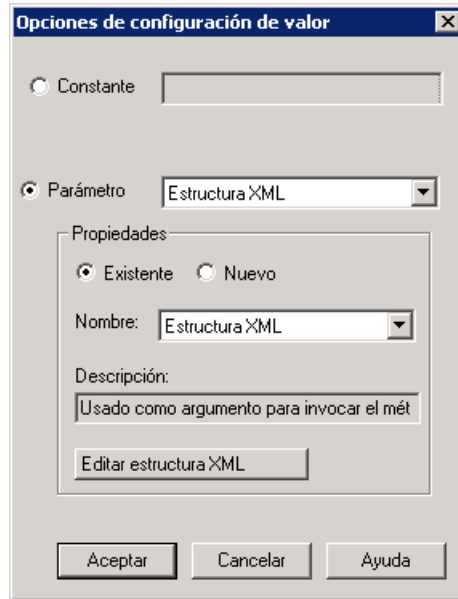 Opciones de configuración de valor
Constante
Parámetro Estructura XML
Propiedades
Existente Nuevo
Nombre: Estructura XML
Descripción:
Usado como argumento para invocar el mét
Editar estructura XML
Aceptar Cancelar Ayuda